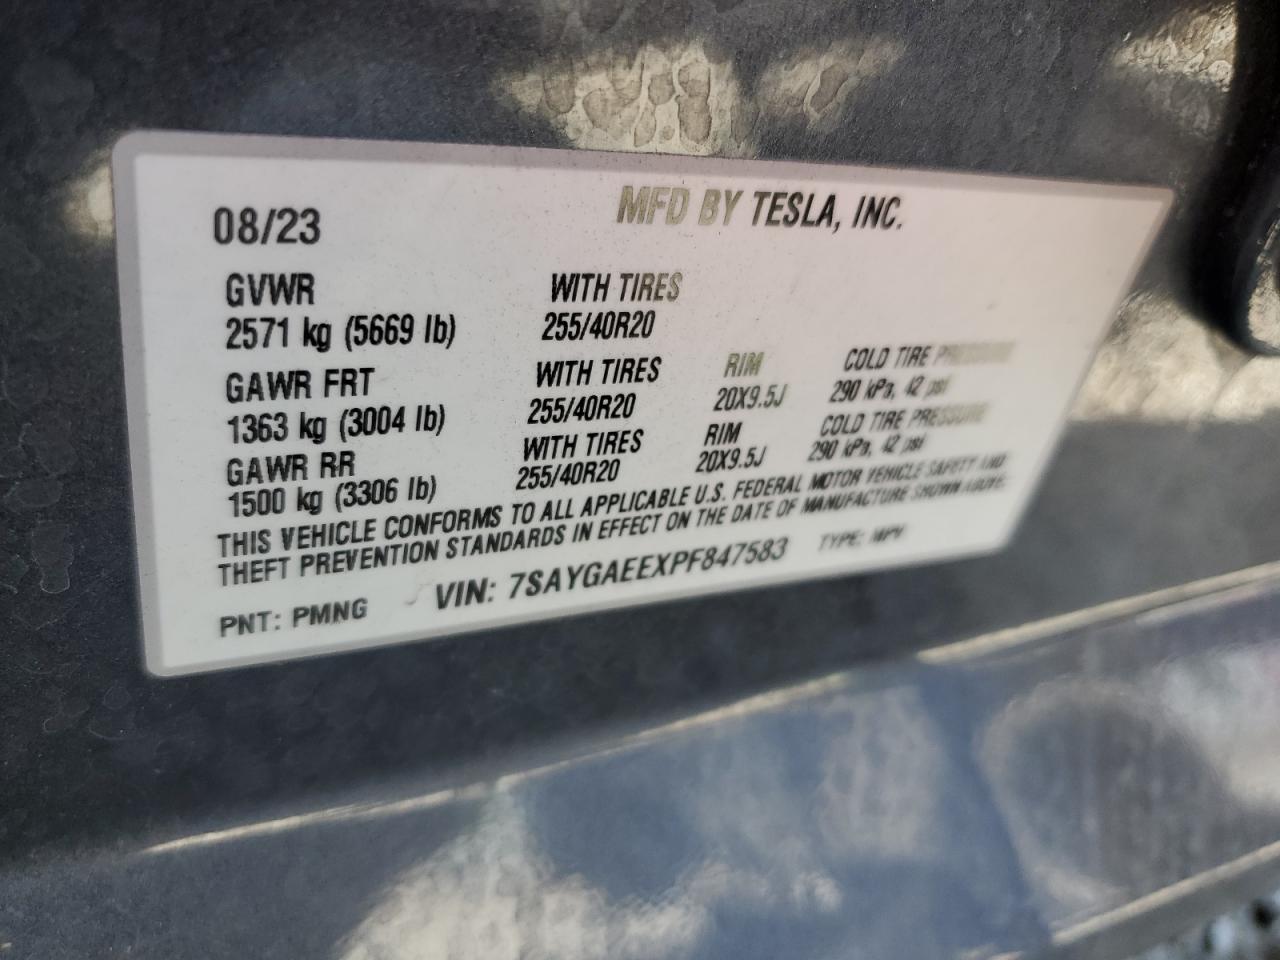 08/23 MFD BY TESLA, INC.
GVWR WITH TIRES
2571 kg (5669 lb) 255/40R20
GAWR FRT WITH TIRES RIM COLD TIRE PRESSURE
1363 kg (3004 lb) 255/40R20 20X9.5J 290 kPa, 42 psi
GAWR RR WITH TIRES RIM COLD TIRE PRESSURE
1500 kg (3306 lb) 255/40R20 20X9.5J 290 kPa, 42 psi
THIS VEHICLE CONFORMS TO ALL APPLICABLE U.S. FEDERAL MOTOR VEHICLE SAFETY AND
THEFT PREVENTION STANDARDS IN EFFECT ON THE DATE OF MANUFACTURE SHOWN ABOVE.
PNT: PMNG VIN: 7SAYGAEEXPF847583 TYPE: MPV